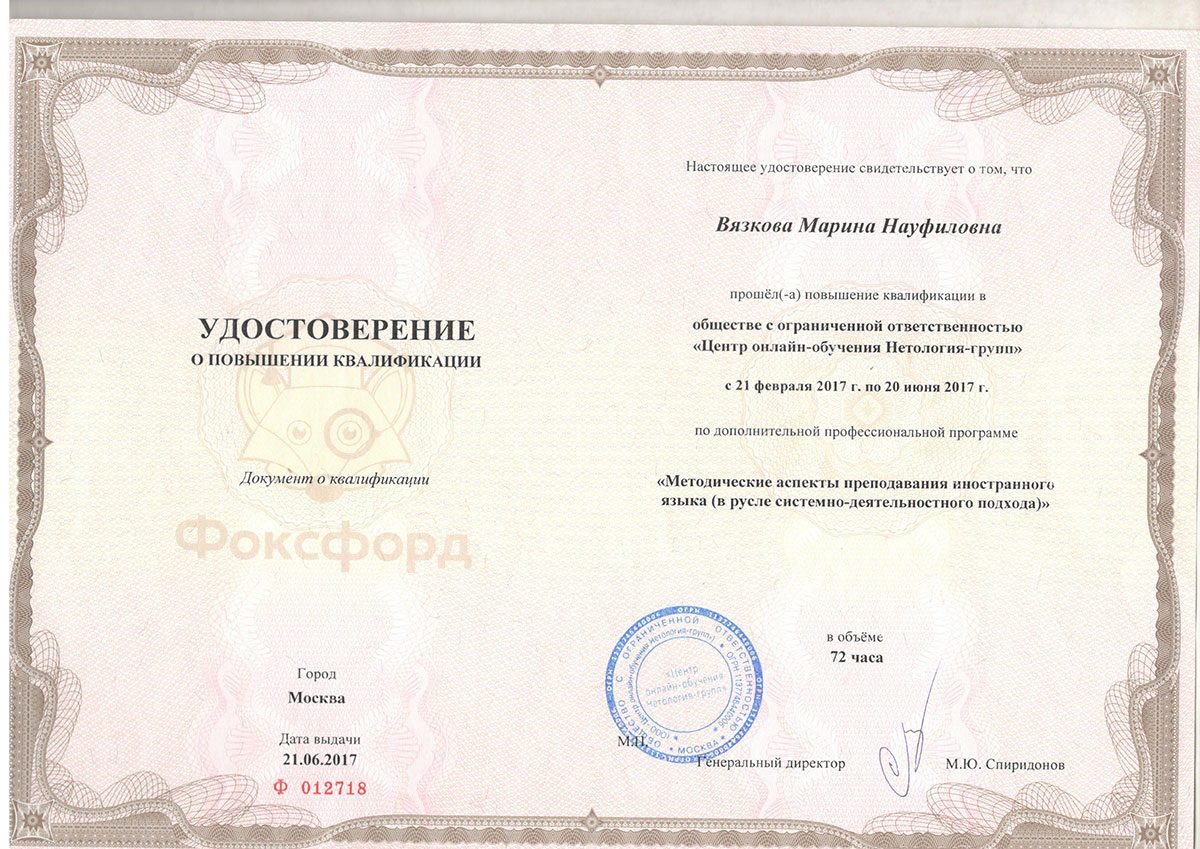 УДОСТОВЕРЕНИЕ
О ПОВЫШЕНИИ КВАЛИФИКАЦИИ
Документ о квалификации
Фоксфорд
Город
Москва
Дата выдачи
21.06.2017
Ф 012718
Настоящее удостоверение свидетельствует о том, что
Вязкова Марина Науфиловна
прошёл(-а) повышение квалификации в
обществе с ограниченной ответственностью
«Центр онлайн-обучения Нетология-групп»
с 21 февраля 2017 г. по 20 июня 2017 г.
по дополнительной профессиональной программе
«Методические аспекты преподавания иностранного
языка (в русле системно-деятельностного подхода)»
в объёме
72 часа
ОБЩЕСТВО С ОГРАНИЧЕННОЙ ОТВЕТСТВЕННОСТЬЮ
* МОСКВА *
«Центр
онлайн-обучения
Нетология-групп»
М.П.
Генеральный директор
М.Ю. Спиридонов